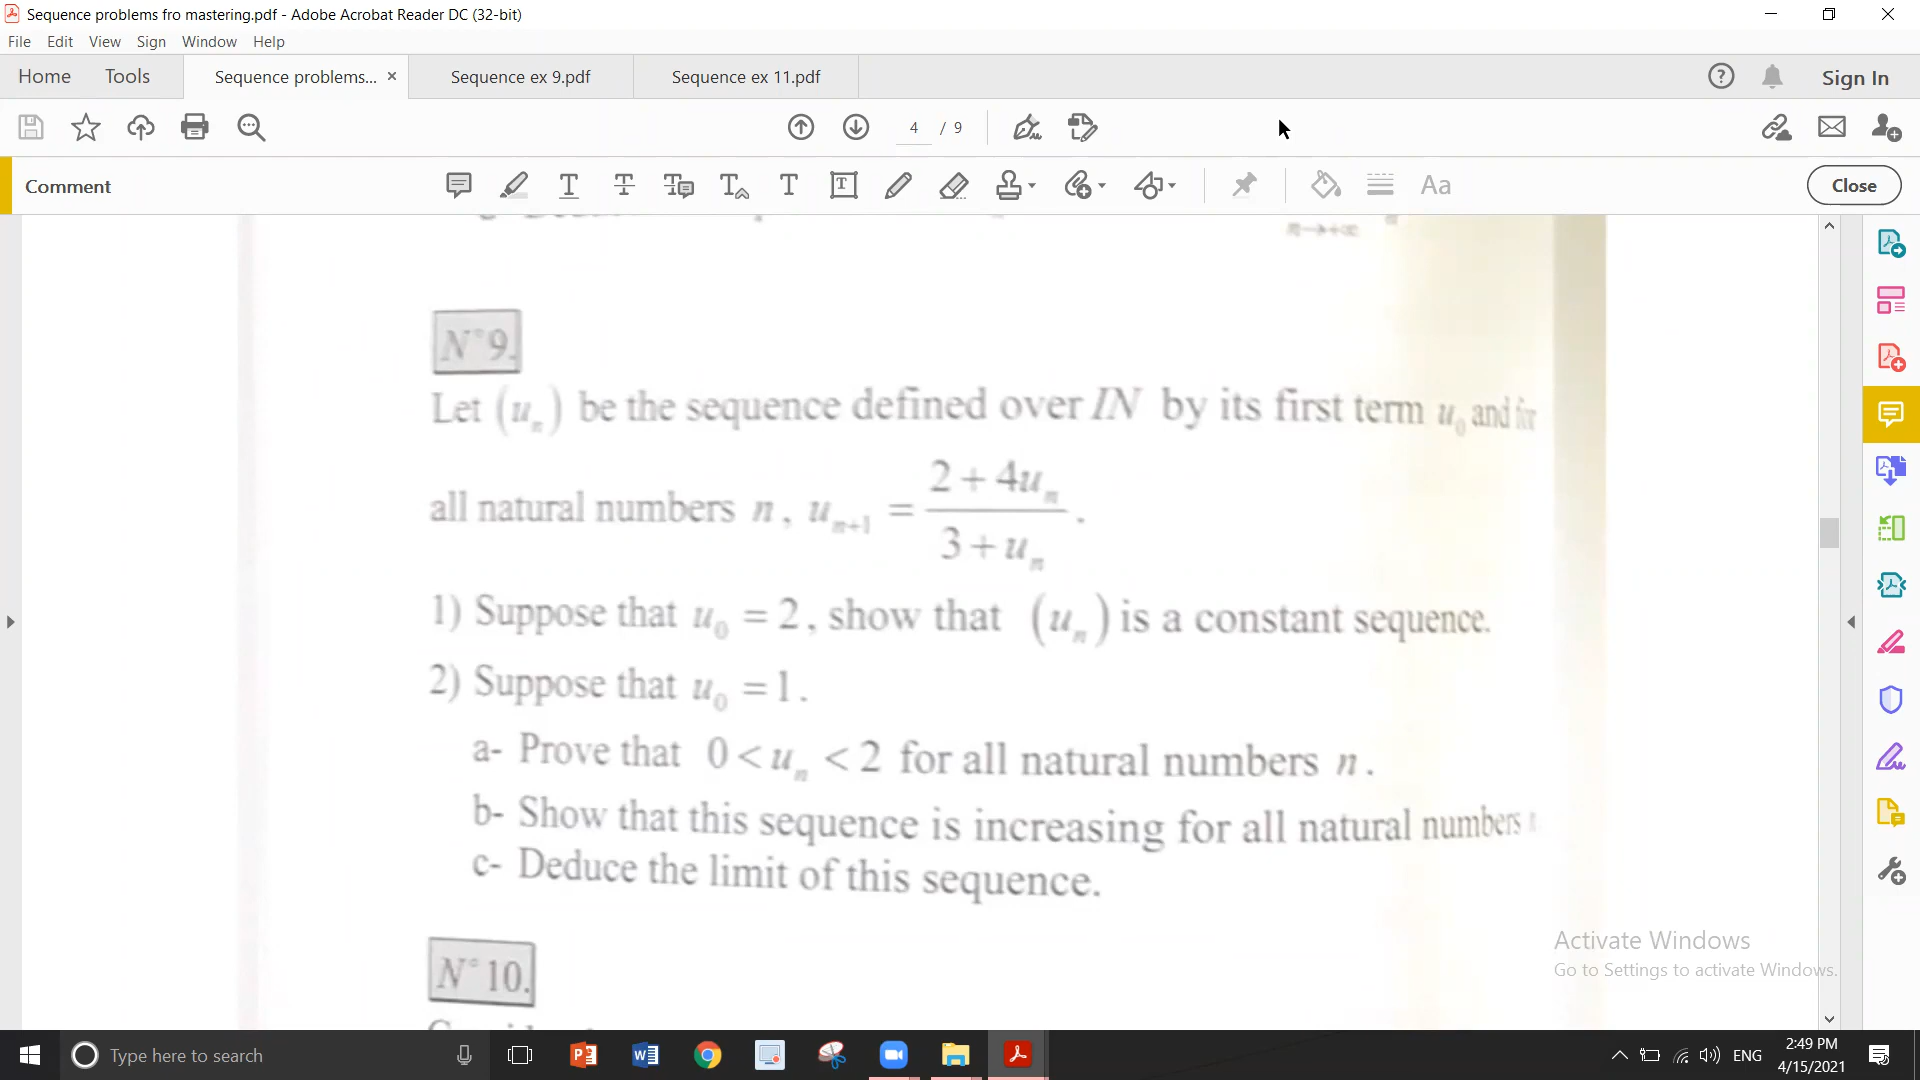 Sequence problems fro mastering.pdf - Adobe Acrobat Reader DC (32-bit)
File Edit View Sign Window Help
Home Tools Sequence problems... × Sequence ex 9.pdf Sequence ex 11.pdf Sign In
4 / 9
Comment Close
n→+∞
N°9.
Let (uₙ) be the sequence defined over IN by its first term u₀ and for
all natural numbers n, uₙ₊₁ = (2 + 4uₙ) / (3 + uₙ).
1) Suppose that u₀ = 2, show that (uₙ) is a constant sequence.
2) Suppose that u₀ = 1.
a- Prove that 0 < uₙ < 2 for all natural numbers n.
b- Show that this sequence is increasing for all natural numbers
c- Deduce the limit of this sequence.
N°10.
Activate Windows
Go to Settings to activate Windows.
Type here to search ENG 2:49 PM
4/15/2021